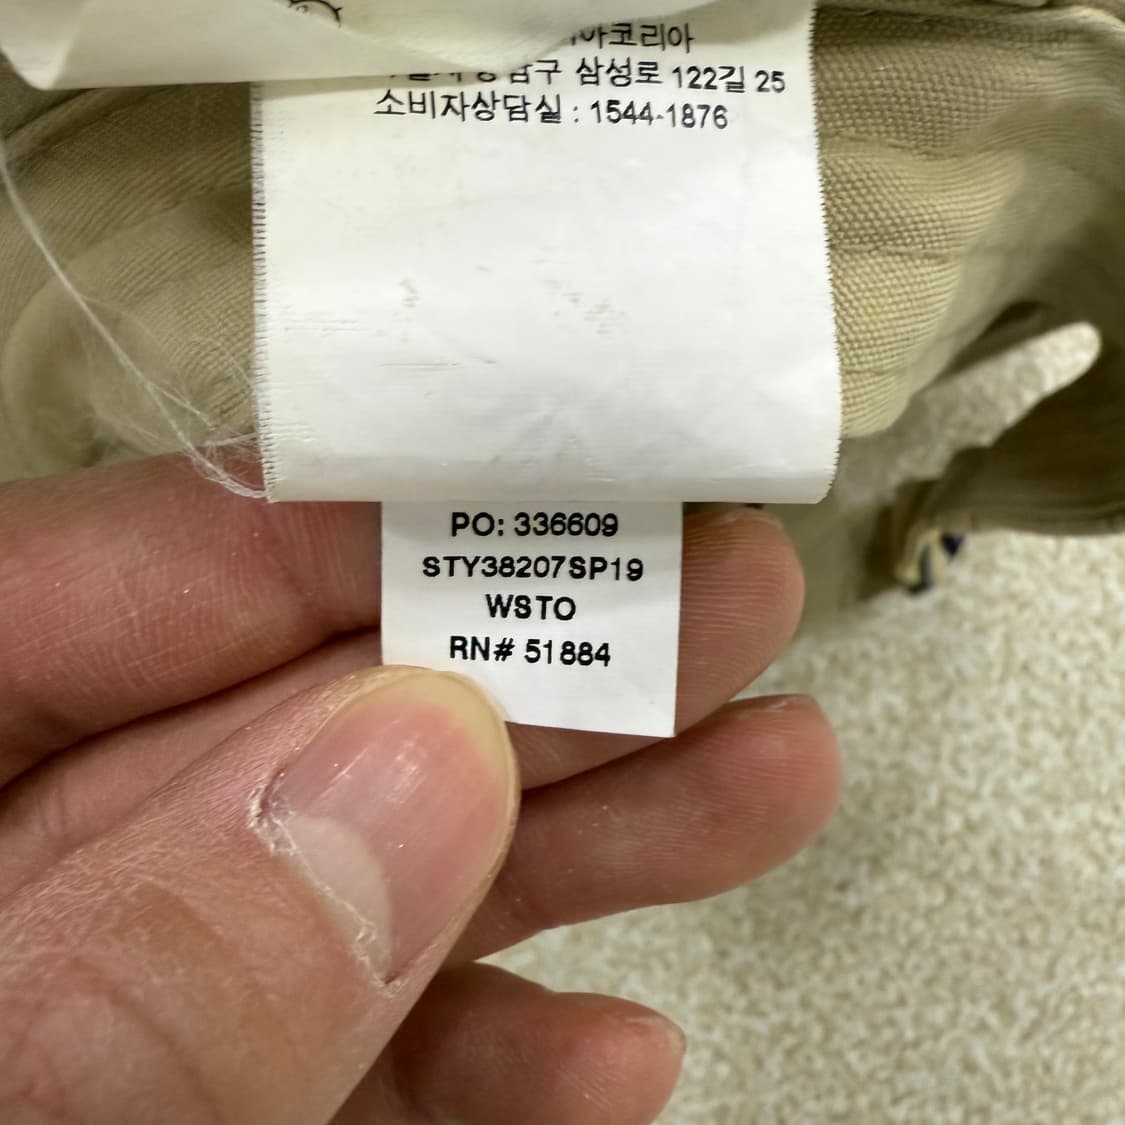 코리아
삼성로 122길 25
소비자상담실 : 1544-1876
PO: 336609
STY38207SP19
WSTO
RN# 51884